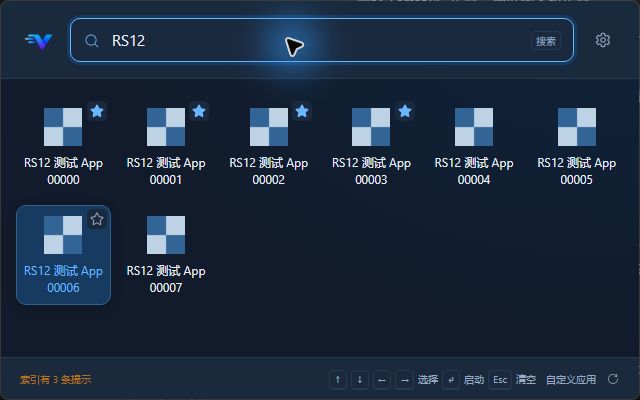 RS12
搜索
RS12 测试 App
00000
RS12 测试 App
00001
RS12 测试 App
00002
RS12 测试 App
00003
RS12 测试 App
00004
RS12 测试 App
00005
RS12 测试 App
00006
RS12 测试 App
00007
索引有 3 条提示
↑ ↓ ← → 选择 ↵ 启动 Esc 清空 自定义应用